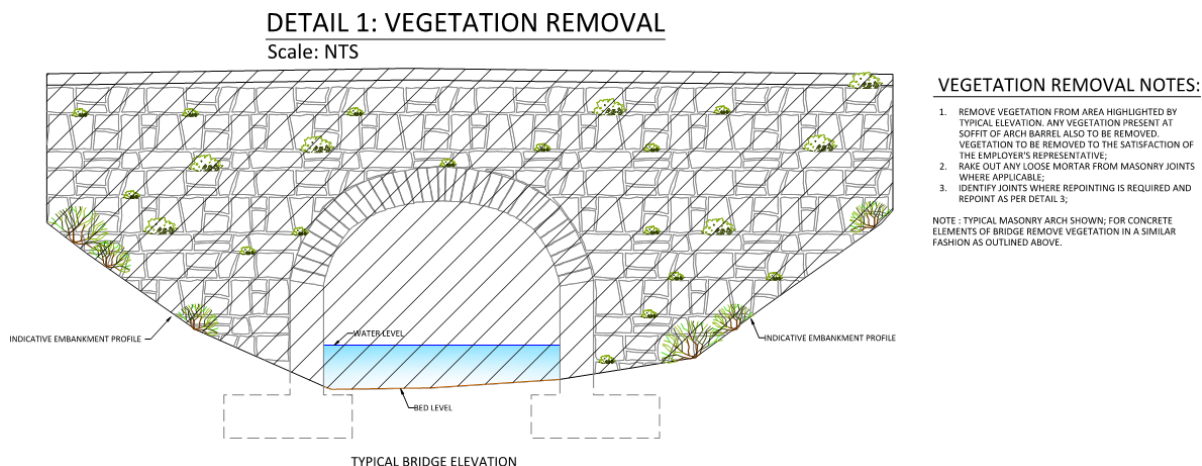 DETAIL 1: VEGETATION REMOVAL
Scale: NTS
VEGETATION REMOVAL NOTES:
1. REMOVE VEGETATION FROM AREA HIGHLIGHTED BY
TYPICAL ELEVATION. ANY VEGETATION PRESENT AT
SOFFIT OF ARCH BARREL ALSO TO BE REMOVED.
VEGETATION TO BE REMOVED TO THE SATISFACTION OF
THE EMPLOYER'S REPRESENTATIVE;
2. RAKE OUT ANY LOOSE MORTAR FROM MASONRY JOINTS
WHERE APPLICABLE;
3. IDENTIFY JOINTS WHERE REPOINTING IS REQUIRED AND
REPOINT AS PER DETAIL 3;
NOTE : TYPICAL MASONRY ARCH SHOWN; FOR CONCRETE
ELEMENTS OF BRIDGE REMOVE VEGETATION IN A SIMILAR
FASHION AS OUTLINED ABOVE.
WATER LEVEL
INDICATIVE EMBANKMENT PROFILE
INDICATIVE EMBANKMENT PROFILE
BED LEVEL
TYPICAL BRIDGE ELEVATION